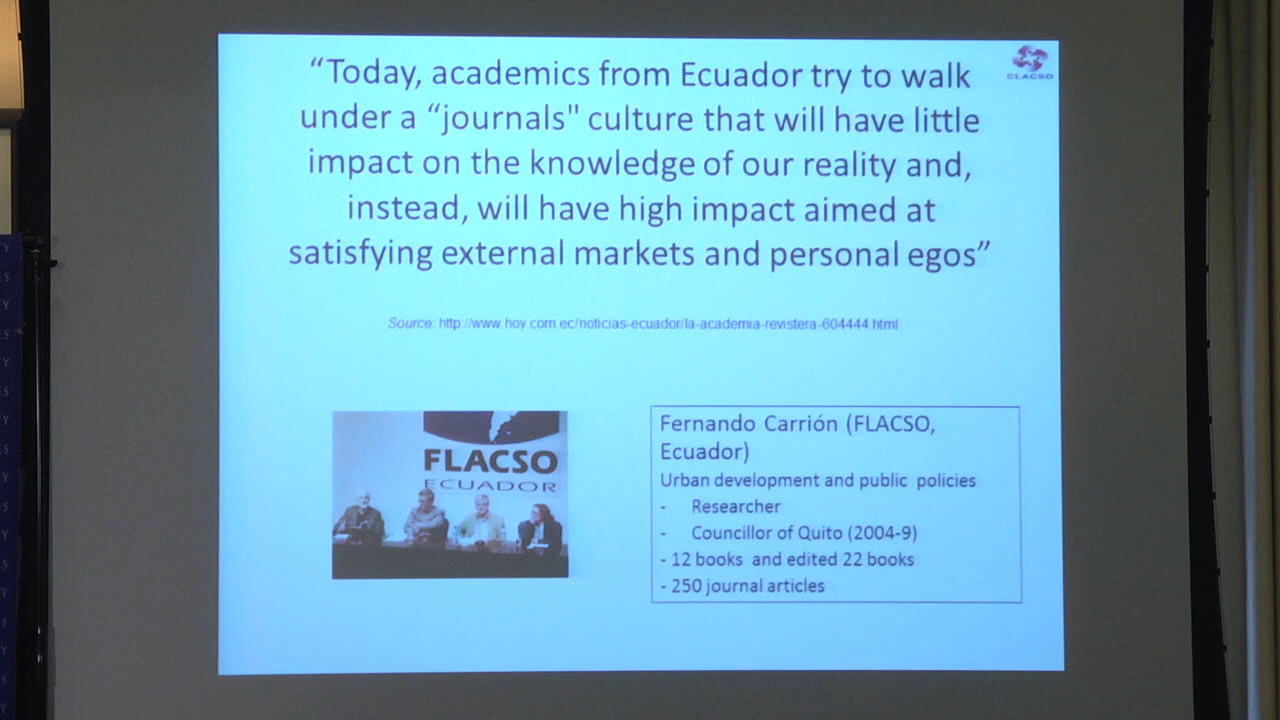 “Today, academics from Ecuador try to walk
under a “journals" culture that will have little
impact on the knowledge of our reality and,
instead, will have high impact aimed at
satisfying external markets and personal egos”
CLACSO
Source: http://www.hoy.com.ec/noticias-ecuador/la-academia-revistera-604444.html
FLACSO
ECUADOR
Fernando Carrión (FLACSO,
Ecuador)
Urban development and public policies
- Researcher
- Councillor of Quito (2004-9)
- 12 books and edited 22 books
- 250 journal articles